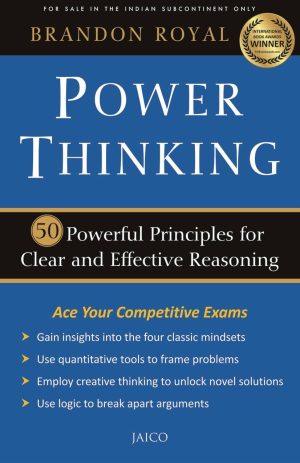 FOR SALE IN THE INDIAN SUBCONTINENT ONLY
BRANDON ROYAL
INTERNATIONAL
BOOK AWARDS
WINNER
POWER
THINKING
50 Powerful Principles for
Clear and Effective Reasoning
Ace Your Competitive Exams
Gain insights into the four classic mindsets
Use quantitative tools to frame problems
Employ creative thinking to unlock novel solutions
Use logic to break apart arguments
JAICO